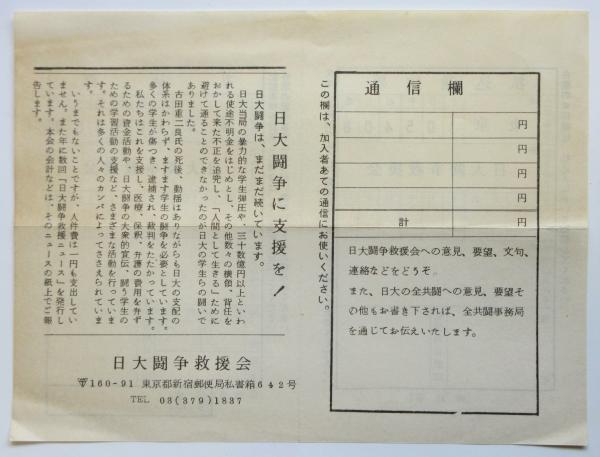 通信欄
円
円
円
円
計
円
日大闘争救援会への意見、要望、文句、
連絡などをどうぞ。
また、日大の全共闘への意見、要望そ
の他もお書き下されば、全共闘事務局
を通じてお伝えいたします。
この欄は、加入者あての通信にお使いください。
日大闘争に支援を!
日大闘争は、まだまだ続いています。
日大当局の暴力的な学生弾圧や、三十数億円以上といわ
れる使途不明金をはじめとし、その他数々の横領、背任を
おかして来た不正を追究し、「人間として生きる」ために
避けて通ることのできなかったのが日大の学生らの闘いで
ありました。
古田重二良氏の死後、動揺はありながらも日大の支配の
体系はかわらず、ますます学生の闘争を必要としています。
多くの学生が傷つき、逮捕され、裁判をたたかっています。
私たちはこれを支援し、医療、保釈、弁護の費用を弁ず
るための資金活動や、日大闘争の大衆的宣伝、闘う学生の
ための学習活動の支援など、さまざまな活動を行っていま
す。それは多くの人々のカンパによってささえられていま
す。
いうまでもないことですが、人件費は一円も支出してい
ません。また年に数回「日大闘争救援ニュース」を発行し
ています。本会の会計などは、そのニュースの紙上でご報
告します。
日大闘争救援会
〒160-91 東京都新宿郵便局私書箱642号
TEL 03(379)1837